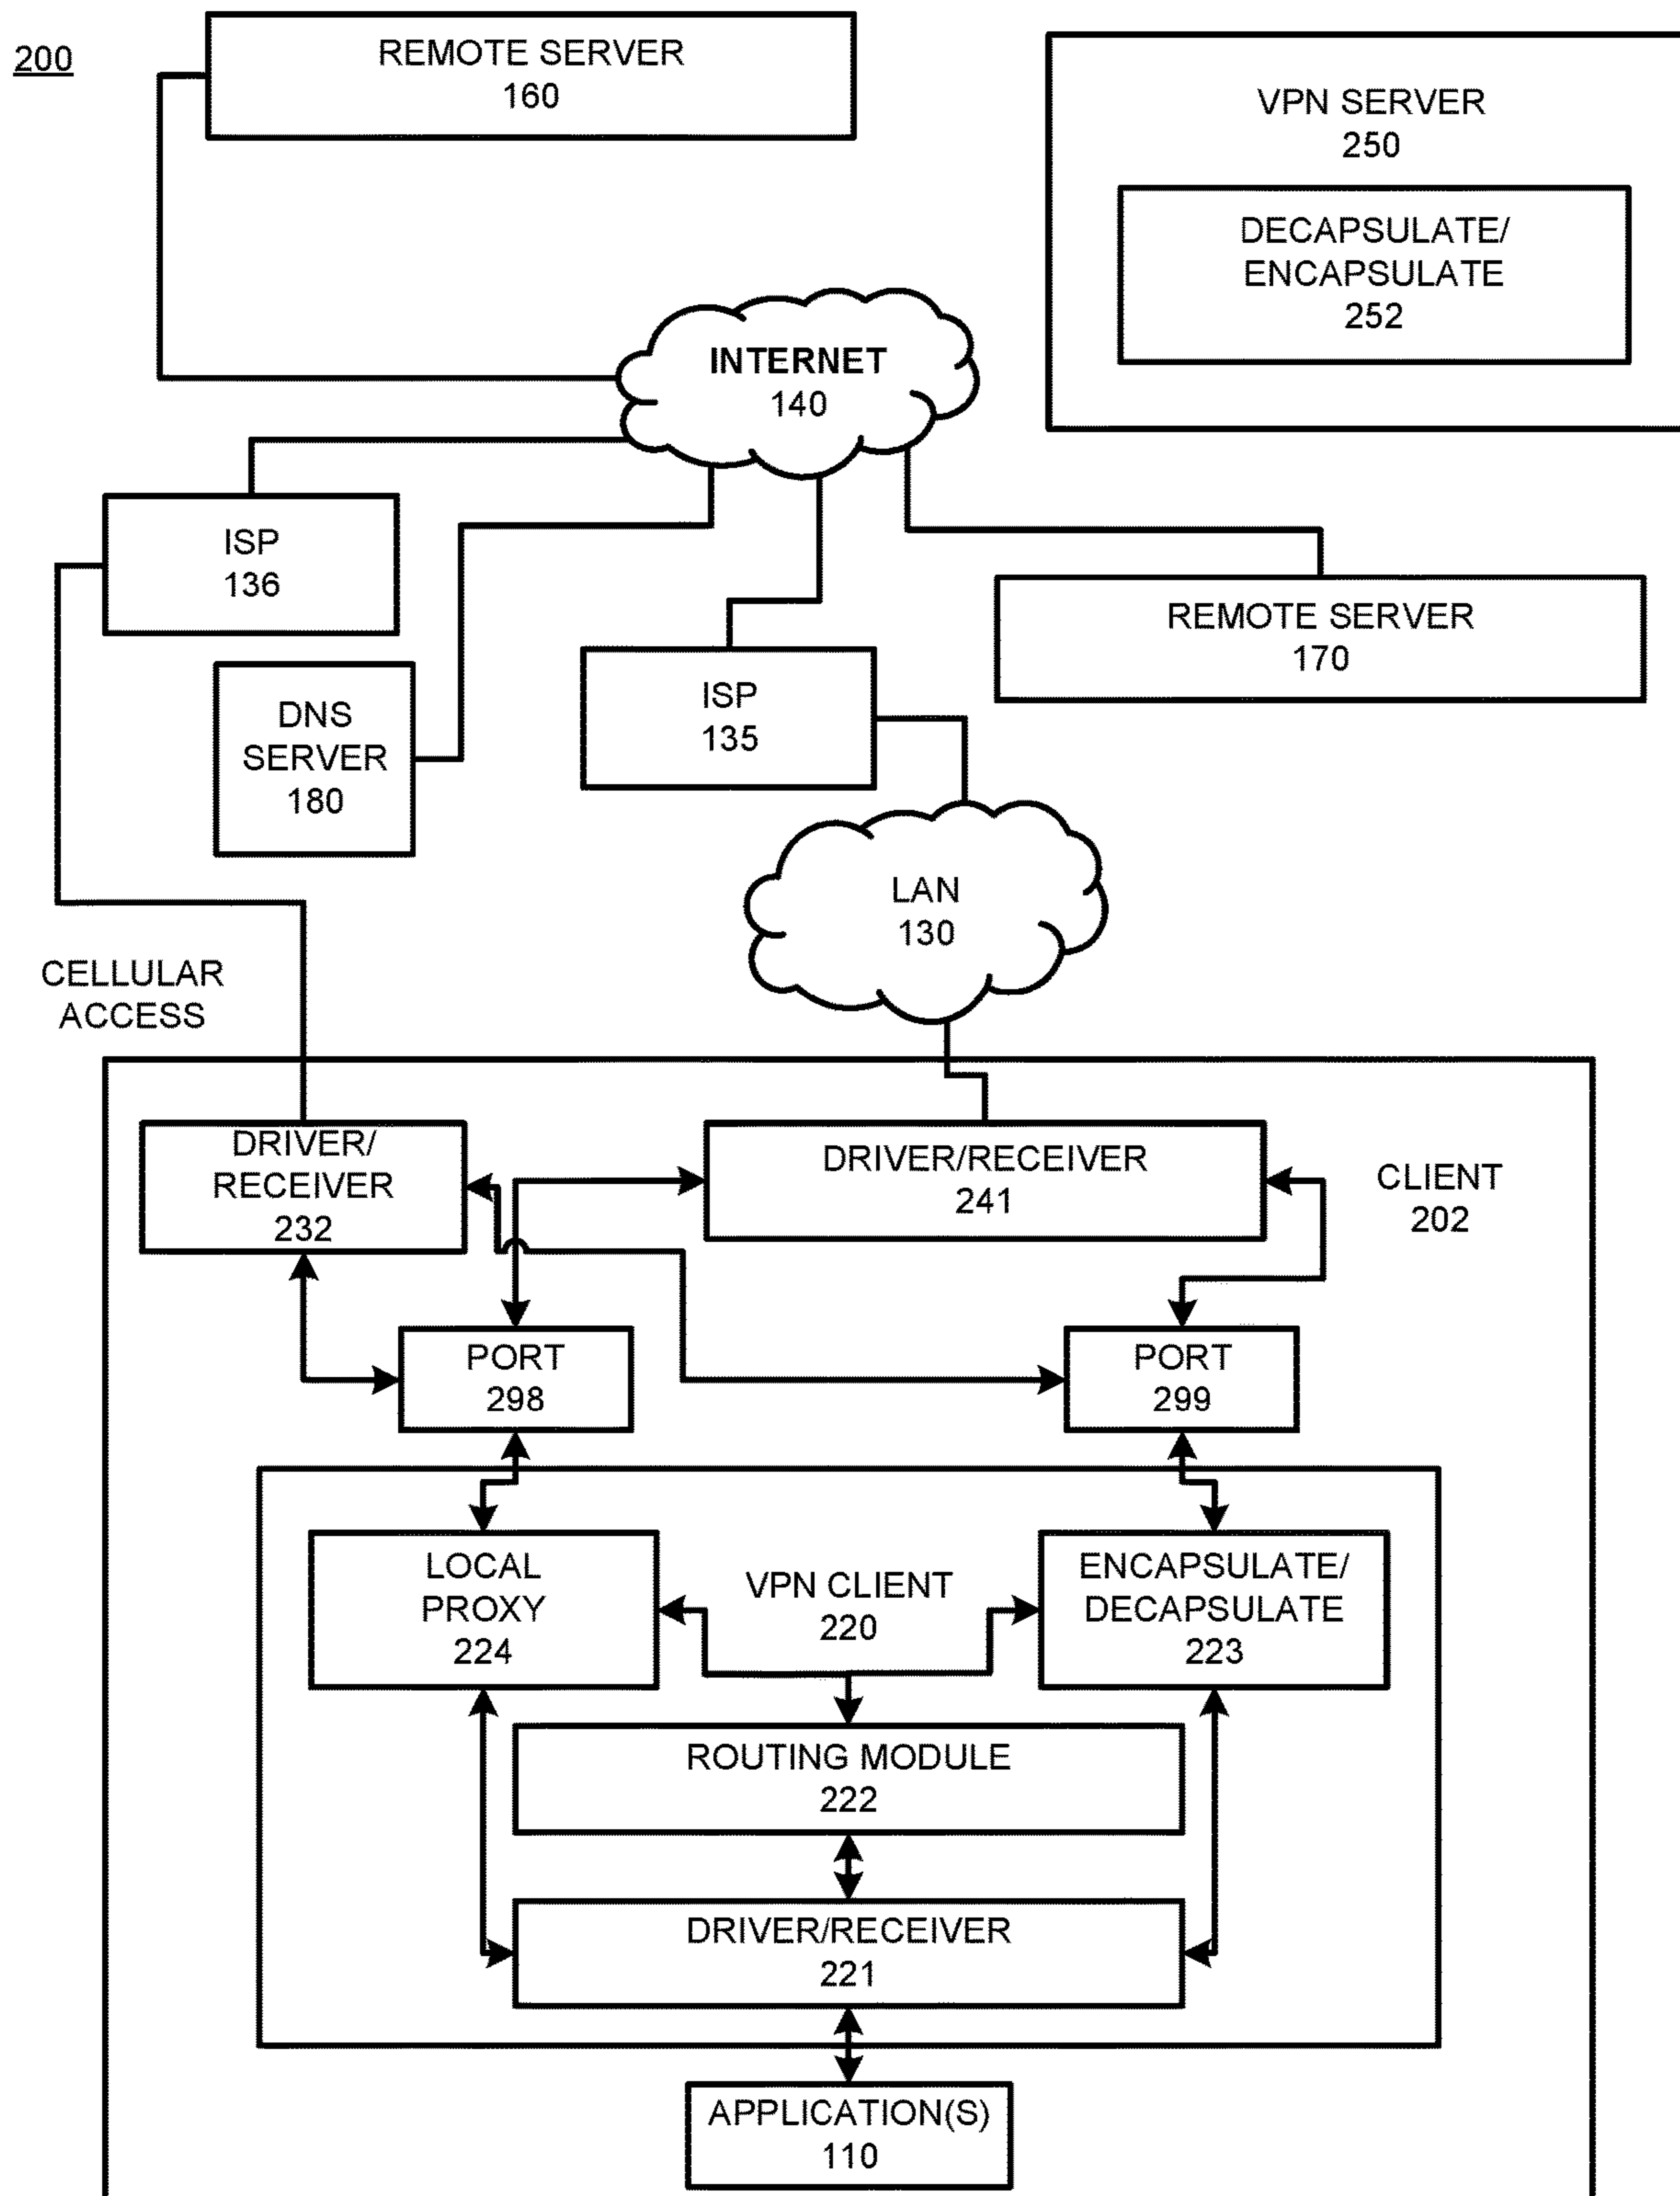 200
REMOTE SERVER
160
VPN SERVER
250
DECAPSULATE/
ENCAPSULATE
252
INTERNET
140
ISP
136
REMOTE SERVER
170
ISP
135
DNS
SERVER
180
LAN
130
CELLULAR
ACCESS
DRIVER/
RECEIVER
232
DRIVER/RECEIVER
241
CLIENT
202
PORT
298
PORT
299
LOCAL
PROXY
224
VPN CLIENT
220
ENCAPSULATE/
DECAPSULATE
223
ROUTING MODULE
222
DRIVER/RECEIVER
221
APPLICATION(S)
110